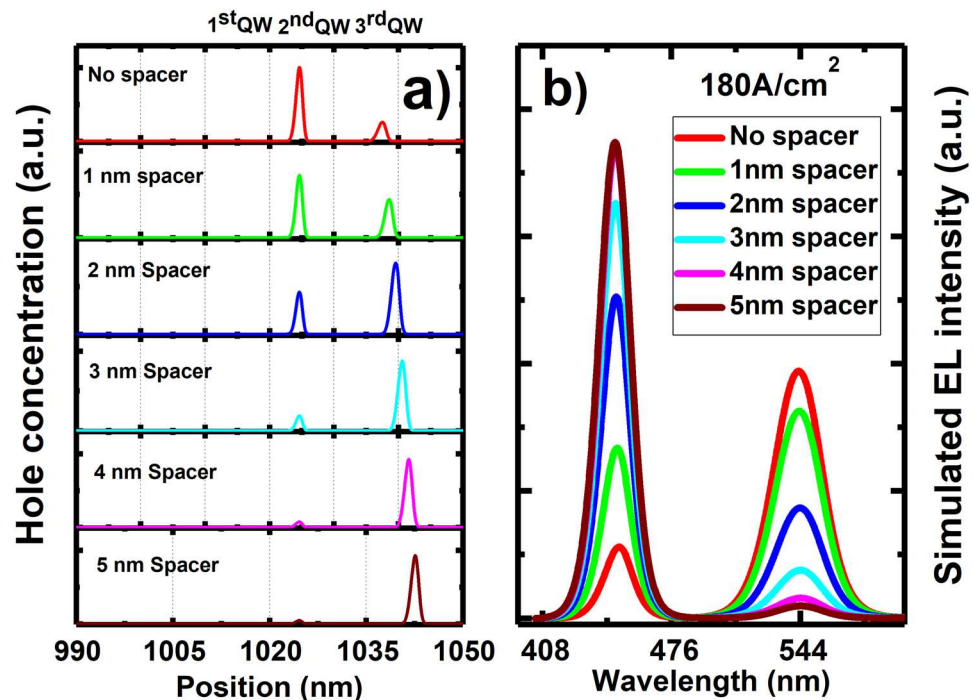 1stQW 2ndQW 3rdQW
Hole concentration (a.u.)
a)
No spacer
1 nm spacer
2 nm Spacer
3 nm Spacer
4 nm Spacer
5 nm Spacer
990 1005 1020 1035 1050
Position (nm)
b)
180A/cm2
No spacer
1nm spacer
2nm spacer
3nm spacer
4nm spacer
5nm spacer
408 476 544
Wavelength (nm)
Simulated EL intensity (a.u.)